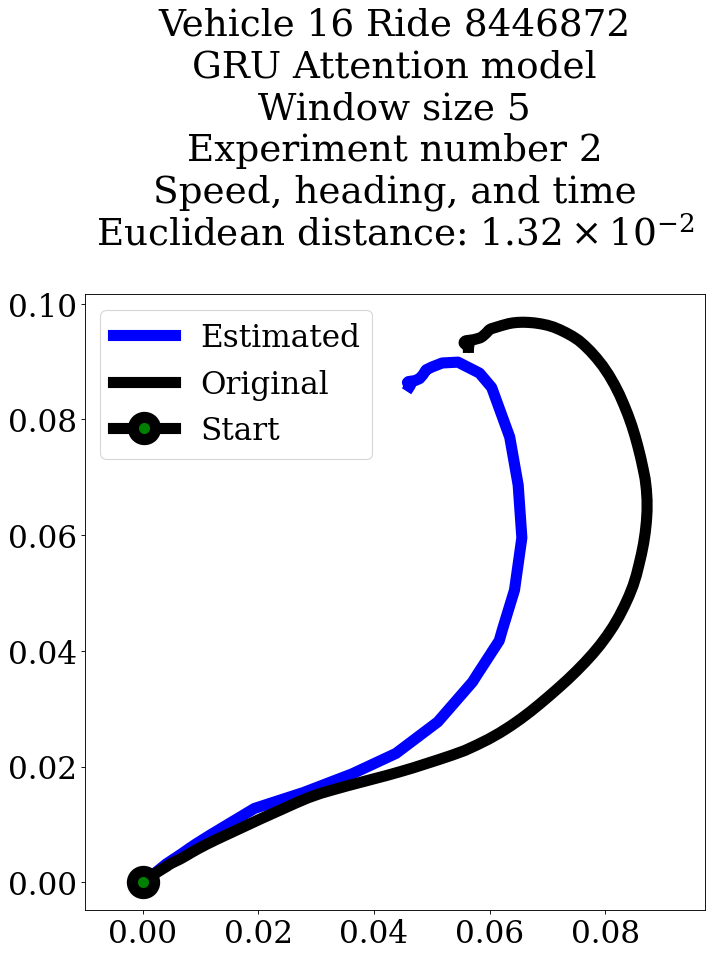 Vehicle 16 Ride 8446872
GRU Attention model
Window size 5
Experiment number 2
Speed, heading, and time
Euclidean distance: 1.32 × 10⁻²
Estimated
Original
Start
0.10
0.08
0.06
0.04
0.02
0.00
0.00 0.02 0.04 0.06 0.08